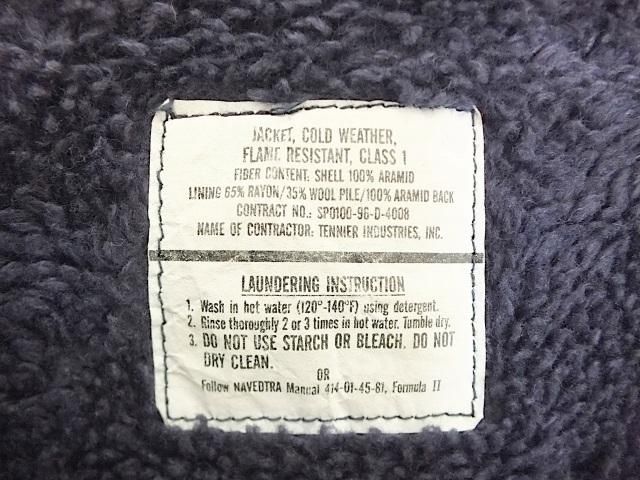 JACKET, COLD WEATHER,
FLAME RESISTANT, CLASS 1
FIBER CONTENT: SHELL 100% ARAMID
LINING 65% RAYON/35% WOOL PILE/100% ARAMID BACK
CONTRACT NO.: SPO100-96-D-4008
NAME OF CONTRACTOR: TENNIER INDUSTRIES, INC.
LAUNDERING INSTRUCTION
1. Wash in hot water (120°-140°F) using detergent.
2. Rinse thoroughly 2 or 3 times in hot water. Tumble dry.
3. DO NOT USE STARCH OR BLEACH. DO NOT
DRY CLEAN.
OR
Follow NAVEDTRA Manual 414-01-45-81, Formula II